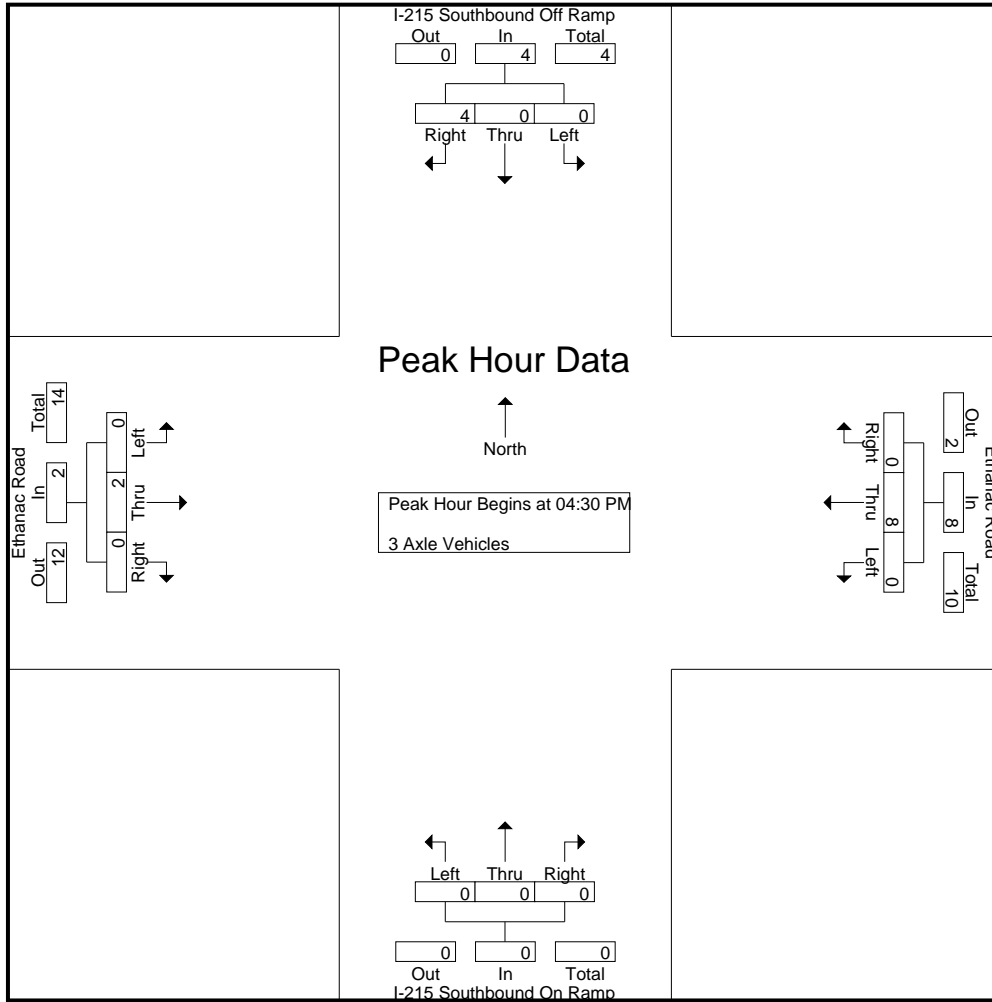 I-215 Southbound Off Ramp
Out In Total
0 4 4
4 0 0
Right Thru Left
Peak Hour Data
North
Peak Hour Begins at 04:30 PM
3 Axle Vehicles
Ethanac Road
Total In Out
14 2 12
0 2 0
Left Thru Right
Ethanac Road
Out In Total
2 8 10
0 8 0
Right Thru Left
Left Thru Right
0 0 0
0 0 0
Out In Total
I-215 Southbound On Ramp